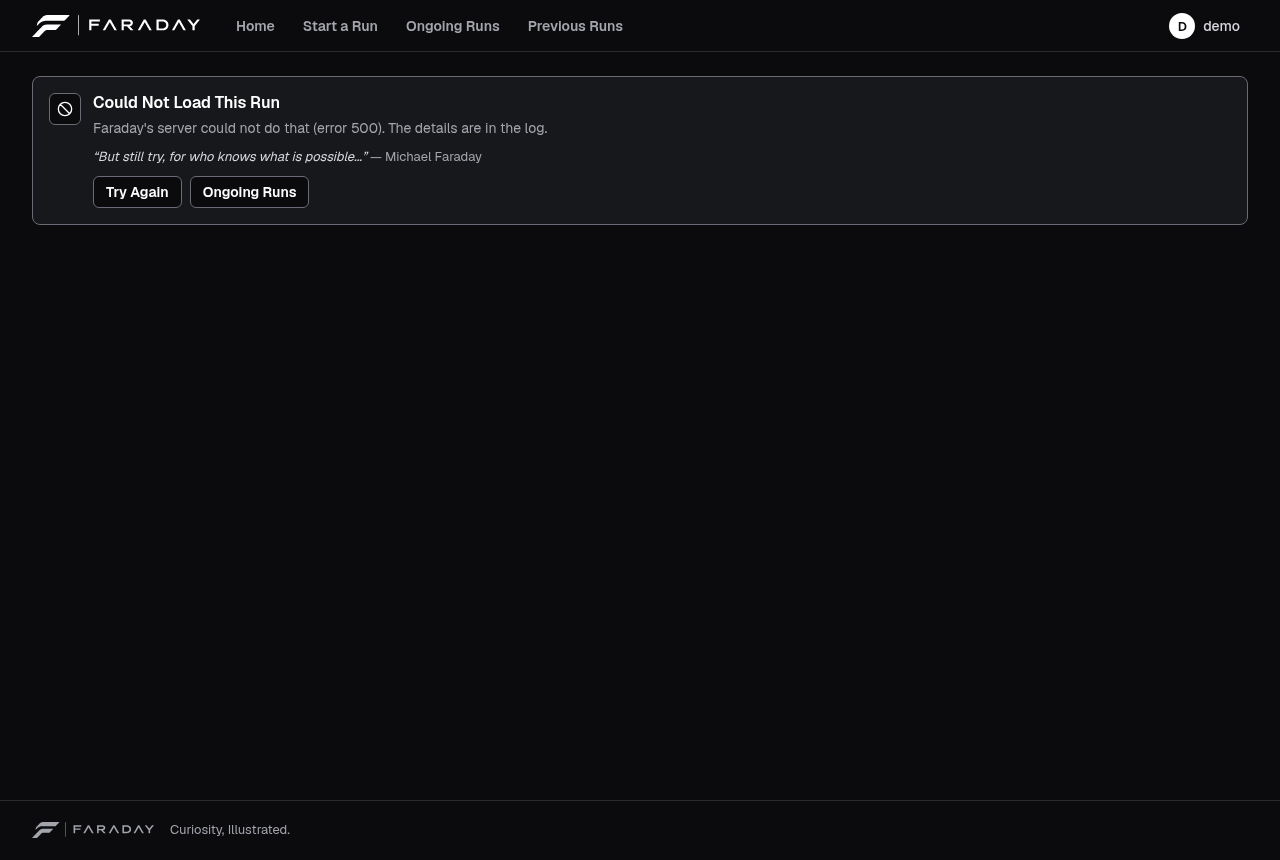 FARADAY
Home
Start a Run
Ongoing Runs
Previous Runs
D
demo
Could Not Load This Run
Faraday's server could not do that (error 500). The details are in the log.
“But still try, for who knows what is possible…” — Michael Faraday
Try Again
Ongoing Runs
FARADAY
Curiosity, Illustrated.